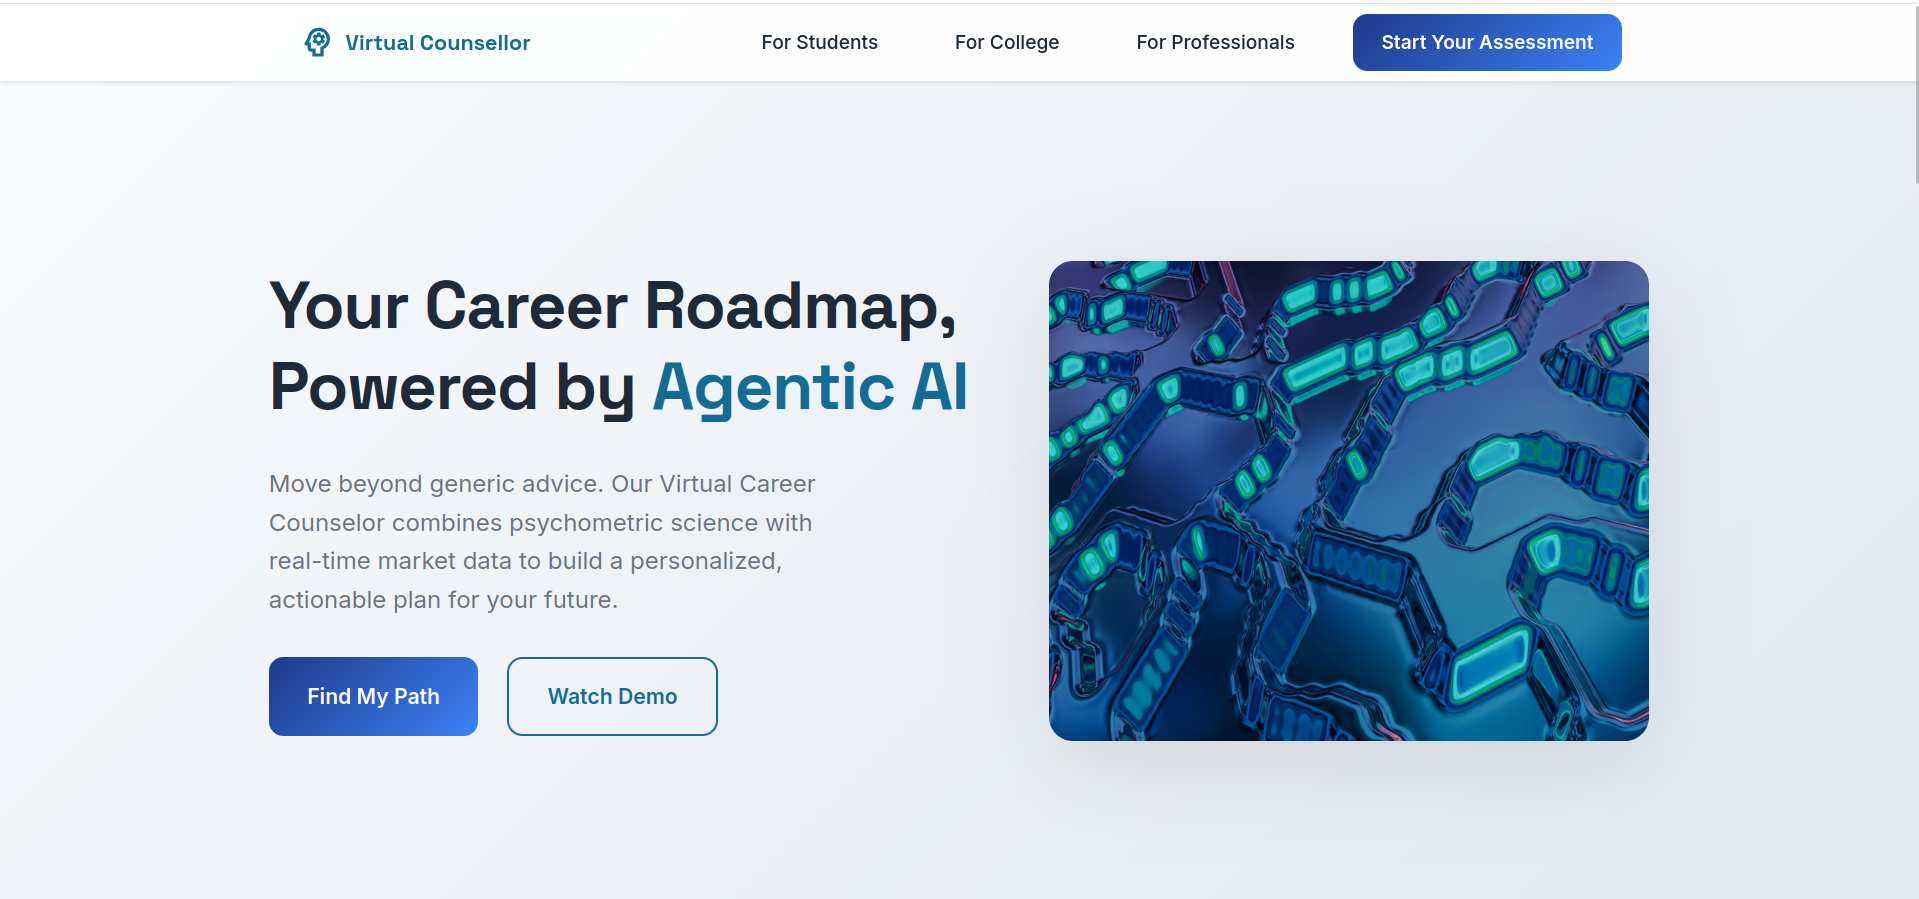 Virtual Counsellor
For Students
For College
For Professionals
Start Your Assessment
Your Career Roadmap,
Powered by Agentic AI
Move beyond generic advice. Our Virtual Career
Counselor combines psychometric science with
real-time market data to build a personalized,
actionable plan for your future.
Find My Path
Watch Demo